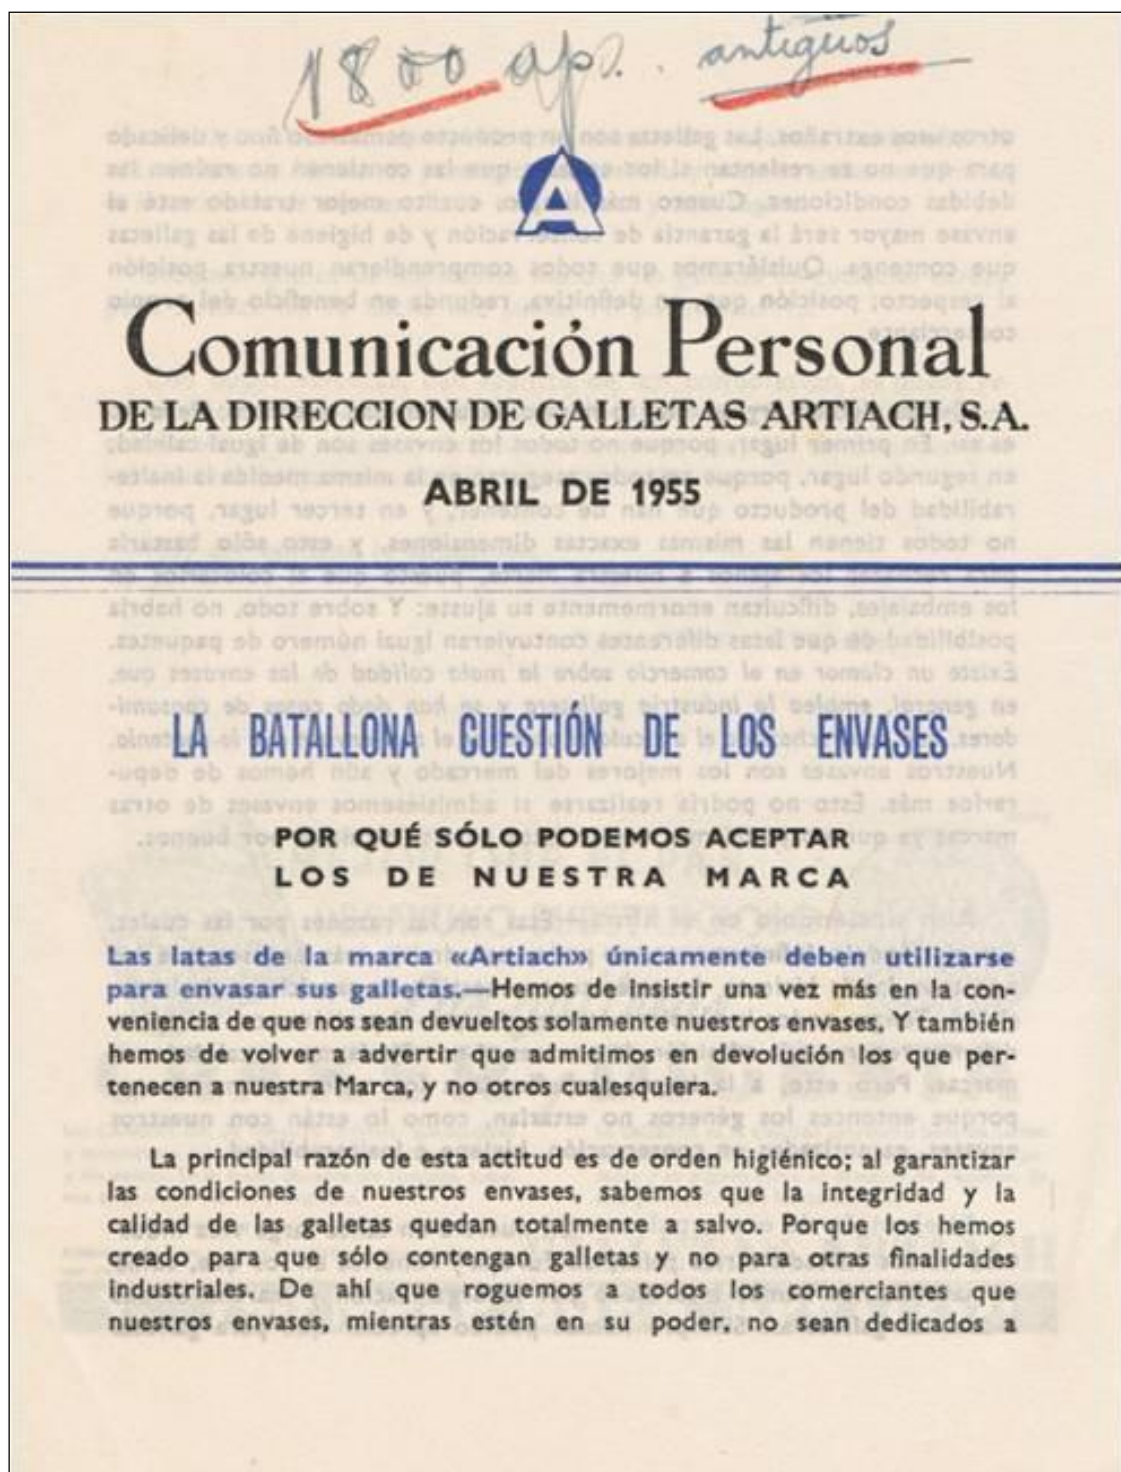 1800 ap. antigüos
A
Comunicación Personal
DE LA DIRECCION DE GALLETAS ARTIACH, S.A.
ABRIL DE 1955
LA BATALLONA CUESTIÓN DE LOS ENVASES
POR QUÉ SÓLO PODEMOS ACEPTAR
LOS DE NUESTRA MARCA
Las latas de la marca «Artiach» únicamente deben utilizarse
para envasar sus galletas.—Hemos de insistir una vez más en la con-
veniencia de que nos sean devueltos solamente nuestros envases. Y también
hemos de volver a advertir que admitimos en devolución los que per-
tenecen a nuestra Marca, y no otros cualesquiera.
La principal razón de esta actitud es de orden higiénico; al garantizar
las condiciones de nuestros envases, sabemos que la integridad y la
calidad de las galletas quedan totalmente a salvo. Porque los hemos
creado para que sólo contengan galletas y no para otras finalidades
industriales. De ahí que roguemos a todos los comerciantes que
nuestros envases, mientras estén en su poder, no sean dedicados a